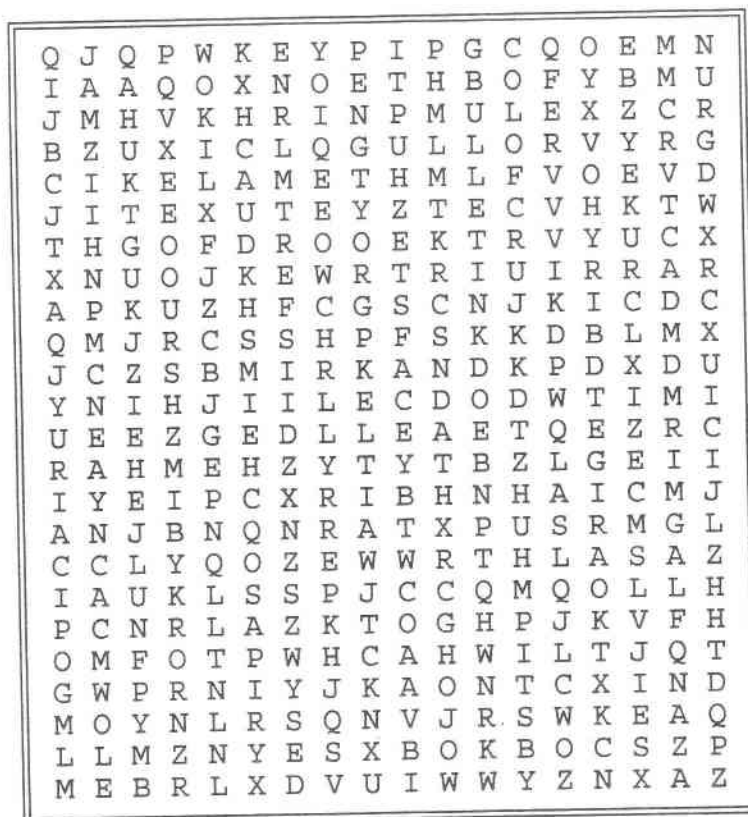 Q J Q P W K E Y P I P G C Q O E M N
I A A Q O X N O E T H B O F Y B M U
J M H V K H R I N P M U L E X Z C R
B Z U X I C L Q G U L L O R V Y R G
C I K E L A M E T H M L F V O E V D
J I T E X U T E Y Z T E C V H K T W
T H G O F D R O O E K T R V Y U C X
X N U O J K E W R T R I U I R R A R
A P K U Z H F C G S C N J K I C D C
Q M J R C S S H P F S K K D B L M X
J C Z S B M I R K A N D K P D X D U
Y N I H J I I L E C D O D W T I M I
U E E Z G E D L L E A E T Q E Z R C
R A H M E H Z Y T Y T B Z L G E I I
I Y E I P C X R I B H N H A I C M J
A N J B N Q N R A T X P U S R M G L
C C L Y Q O Z E W W R T H L A S A Z
I A U K L S S P J C C Q M Q O L L H
P C N R L A Z K T O G H P J K V F H
O M F O T P W H C A H W I L T J Q T
G W P R N I Y J K A O N T C X I N D
M O Y N L R S Q N V J R S W K E A Q
L L M Z N Y E S X B O K B O C S Z P
M E B R L X D V U I W W Y Z N X A Z